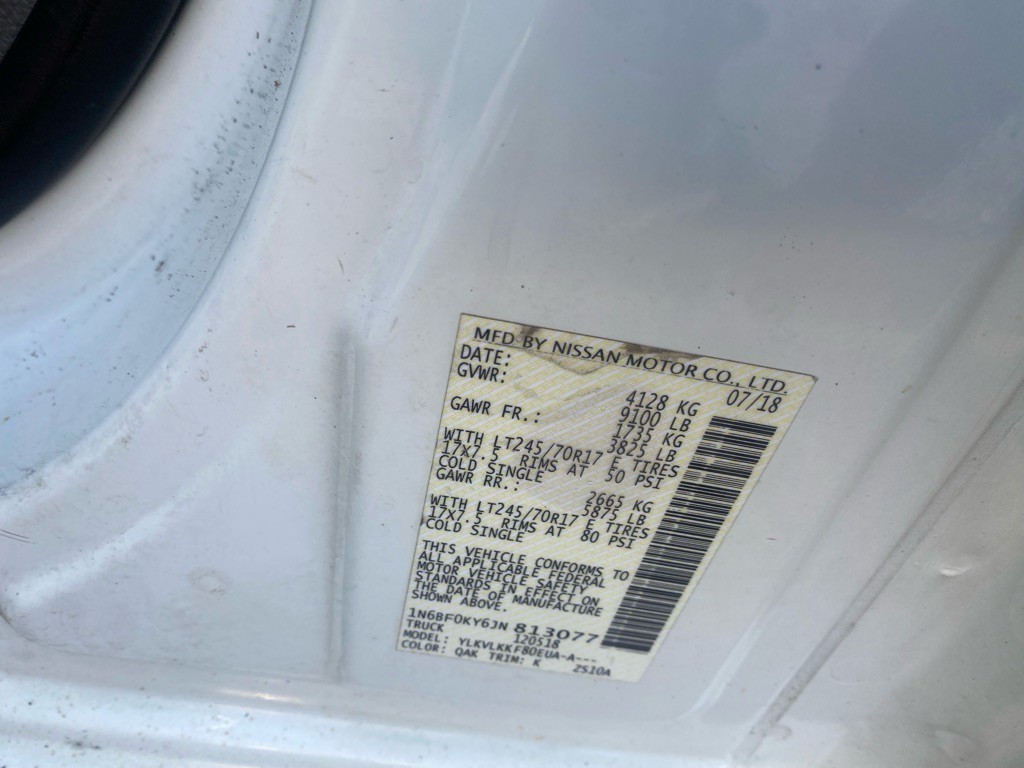 MFD BY NISSAN MOTOR CO., LTD.
DATE: 07/18
GVWR: 4128 KG
9100 LB
GAWR FR.: 1735 KG
3825 LB
WITH LT245/70R17 E TIRES
17X7.5 RIMS AT 50 PSI
COLD SINGLE
GAWR RR.: 2665 KG
5875 LB
WITH LT245/70R17 E TIRES
17X7.5 RIMS AT 80 PSI
COLD SINGLE
THIS VEHICLE CONFORMS TO
ALL APPLICABLE FEDERAL
MOTOR VEHICLE SAFETY
STANDARDS IN EFFECT ON
THE DATE OF MANUFACTURE
SHOWN ABOVE.
1N6BF0KY6JN 813077
TRUCK 120518
MODEL: YLKVLKKF80EUA-A---
COLOR: QAK TRIM: K 2S10A